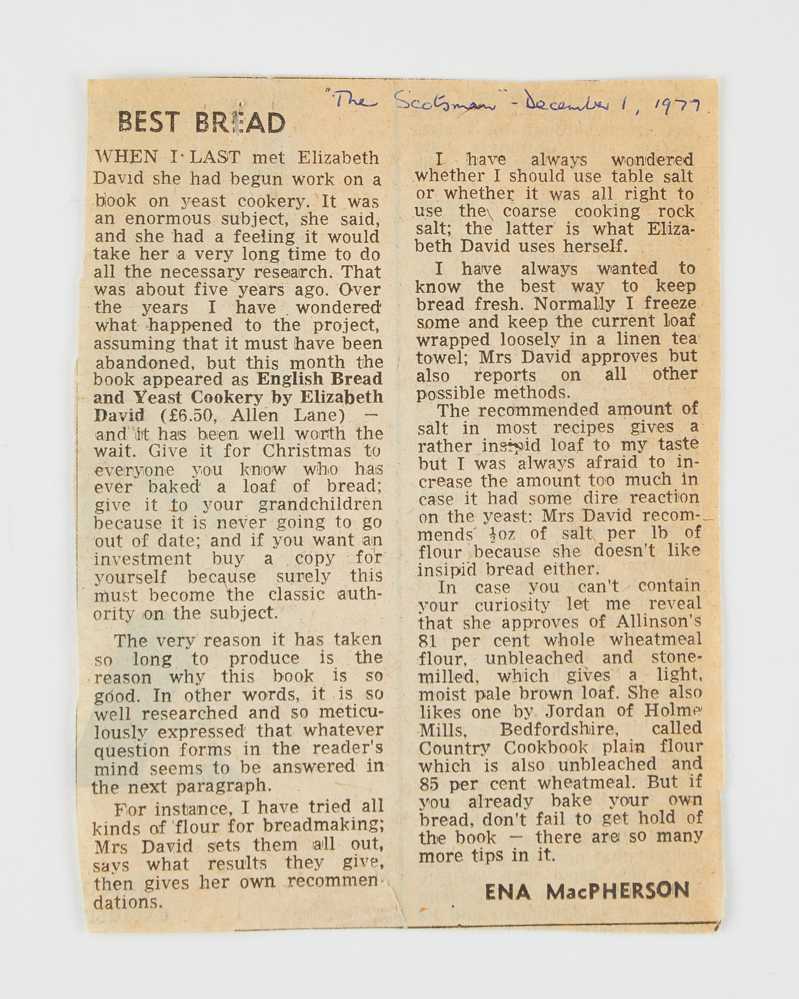 "The Scotsman" - December 1, 1977
BEST BREAD
WHEN I LAST met Elizabeth
David she had begun work on a
book on yeast cookery. It was
an enormous subject, she said,
and she had a feeling it would
take her a very long time to do
all the necessary research. That
was about five years ago. Over
the years I have wondered
what happened to the project,
assuming that it must have been
abandoned, but this month the
book appeared as English Bread
and Yeast Cookery by Elizabeth
David (£6.50, Allen Lane) —
and it has been well worth the
wait. Give it for Christmas to
everyone you know who has
ever baked a loaf of bread;
give it to your grandchildren
because it is never going to go
out of date; and if you want an
investment buy a copy for
yourself because surely this
must become the classic auth-
ority on the subject.
The very reason it has taken
so long to produce is the
reason why this book is so
good. In other words, it is so
well researched and so meticu-
lously expressed that whatever
question forms in the reader's
mind seems to be answered in
the next paragraph.
For instance, I have tried all
kinds of flour for breadmaking;
Mrs David sets them all out,
says what results they give,
then gives her own recommen-
dations.
I have always wondered
whether I should use table salt
or whether it was all right to
use the coarse cooking rock
salt; the latter is what Eliza-
beth David uses herself.
I have always wanted to
know the best way to keep
bread fresh. Normally I freeze
some and keep the current loaf
wrapped loosely in a linen tea
towel; Mrs David approves but
also reports on all other
possible methods.
The recommended amount of
salt in most recipes gives a
rather insipid loaf to my taste
but I was always afraid to in-
crease the amount too much in
case it had some dire reaction
on the yeast: Mrs David recom-
mends ½oz of salt per lb of
flour because she doesn't like
insipid bread either.
In case you can't contain
your curiosity let me reveal
that she approves of Allinson's
81 per cent whole wheatmeal
flour, unbleached and stone-
milled, which gives a light,
moist pale brown loaf. She also
likes one by Jordan of Holme
Mills, Bedfordshire, called
Country Cookbook plain flour
which is also unbleached and
85 per cent wheatmeal. But if
you already bake your own
bread, don't fail to get hold of
the book — there are so many
more tips in it.
ENA MacPHERSON